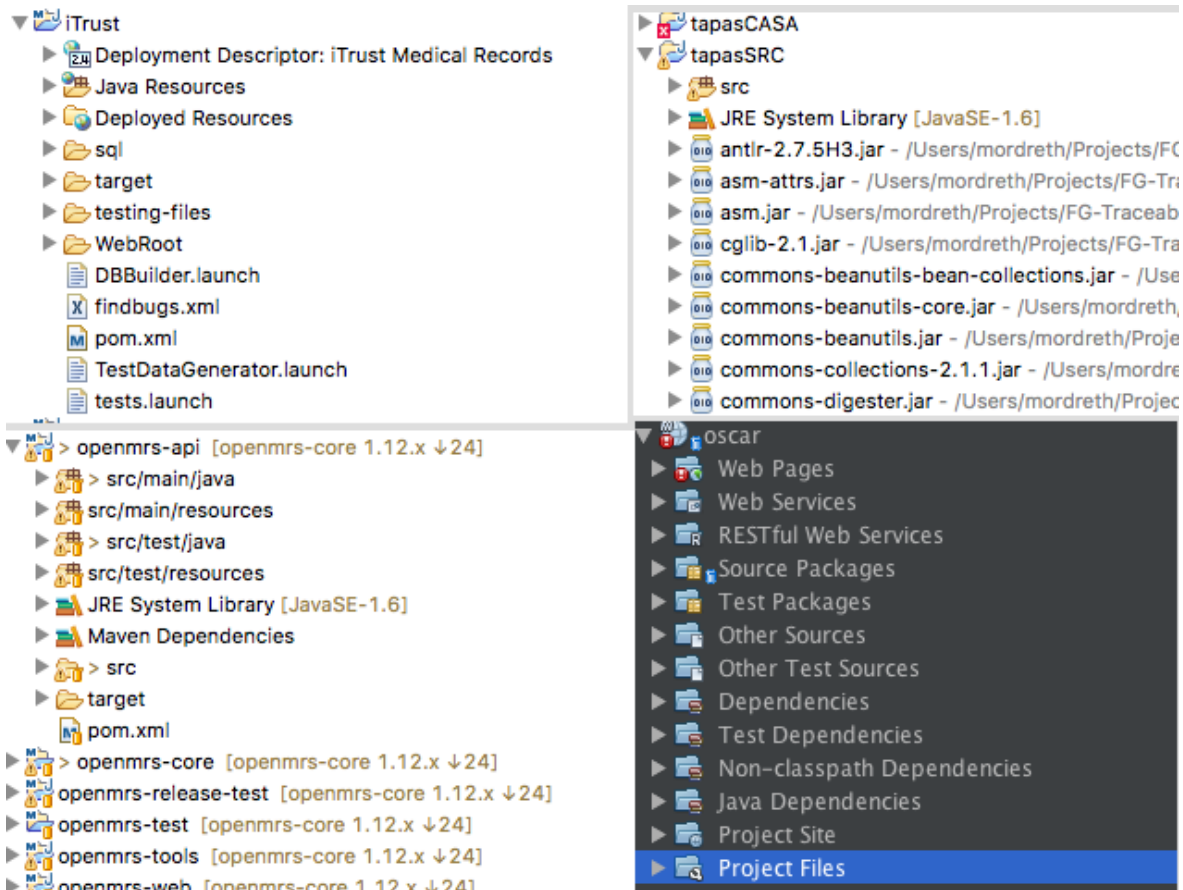 iTrust
Deployment Descriptor: iTrust Medical Records
Java Resources
Deployed Resources
sql
target
testing-files
WebRoot
DBBuilder.launch
findbugs.xml
pom.xml
TestDataGenerator.launch
tests.launch
tapasCASA
tapasSRC
src
JRE System Library [JavaSE-1.6]
antlr-2.7.5H3.jar - /Users/mordreth/Projects/FG
asm-attrs.jar - /Users/mordreth/Projects/FG-Tra
asm.jar - /Users/mordreth/Projects/FG-Traceab
cglib-2.1.jar - /Users/mordreth/Projects/FG-Tra
commons-beanutils-bean-collections.jar - /Use
commons-beanutils-core.jar - /Users/mordreth/
commons-beanutils.jar - /Users/mordreth/Proje
commons-collections-2.1.1.jar - /Users/mordre
commons-digester.jar - /Users/mordreth/Projec
> openmrs-api [openmrs-core 1.12.x ↓24]
> src/main/java
src/main/resources
> src/test/java
src/test/resources
JRE System Library [JavaSE-1.6]
Maven Dependencies
> src
target
pom.xml
> openmrs-core [openmrs-core 1.12.x ↓24]
openmrs-release-test [openmrs-core 1.12.x ↓24]
openmrs-test [openmrs-core 1.12.x ↓24]
openmrs-tools [openmrs-core 1.12.x ↓24]
openmrs-web [openmrs-core 1.12.x ↓24]
oscar
Web Pages
Web Services
RESTful Web Services
Source Packages
Test Packages
Other Sources
Other Test Sources
Dependencies
Test Dependencies
Non-classpath Dependencies
Java Dependencies
Project Site
Project Files